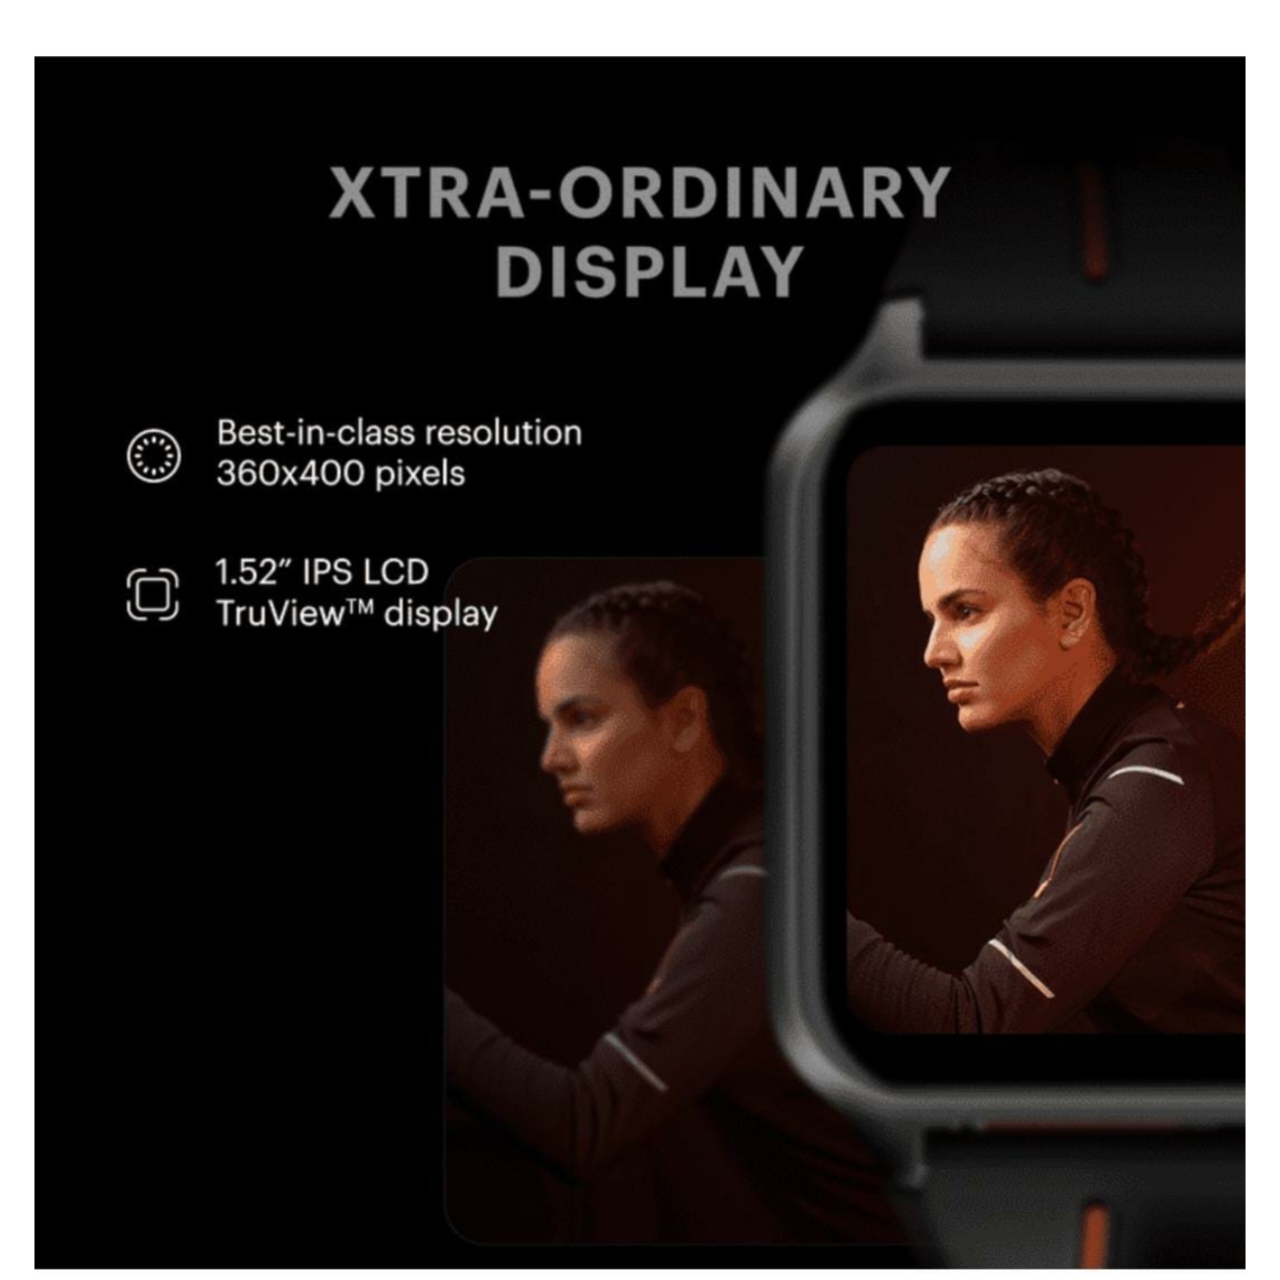 XTRA-ORDINARY
DISPLAY
Best-in-class resolution
360x400 pixels
1.52″ IPS LCD
TruView™ display